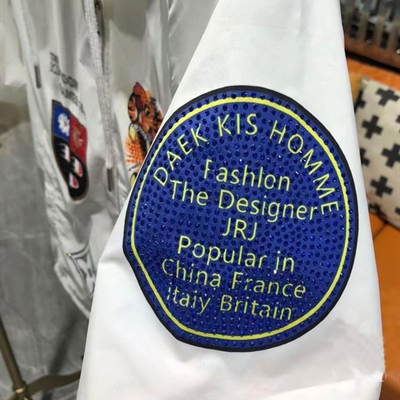 DAEK KIS HOMME
Fashion
The Designer
JRJ
Popular in
China France
italy Britain